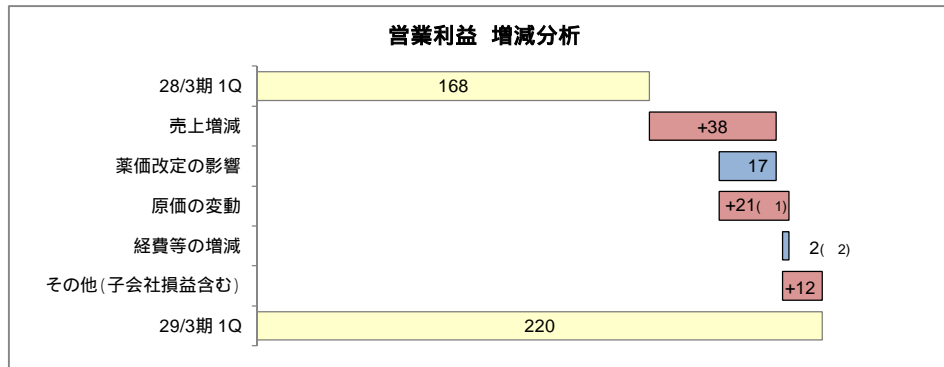 営業利益 増減分析
28/3期 1Q 168
売上増減 +38
薬価改定の影響 17
原価の変動 +21( 1)
経費等の増減 2( 2)
その他(子会社損益含む) +12
29/3期 1Q 220